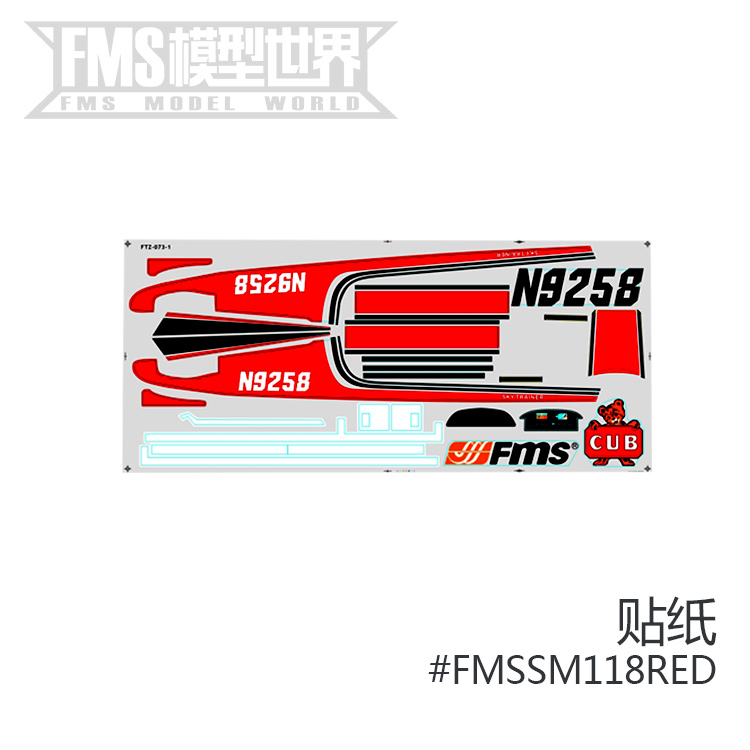 FMS模型世界
FMS MODEL WORLD
FTZ-073-1
N9258
SKYTRAINER
N9258
N9258
SKYTRAINER
FMS®
CUB
贴纸
#FMSSM118RED